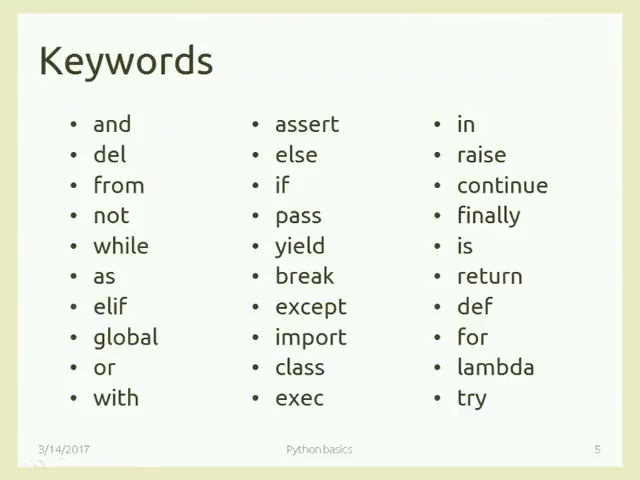 Keywords
• and
• del
• from
• not
• while
• as
• elif
• global
• or
• with
• assert
• else
• if
• pass
• yield
• break
• except
• import
• class
• exec
• in
• raise
• continue
• finally
• is
• return
• def
• for
• lambda
• try
3/14/2017
Python basics
5